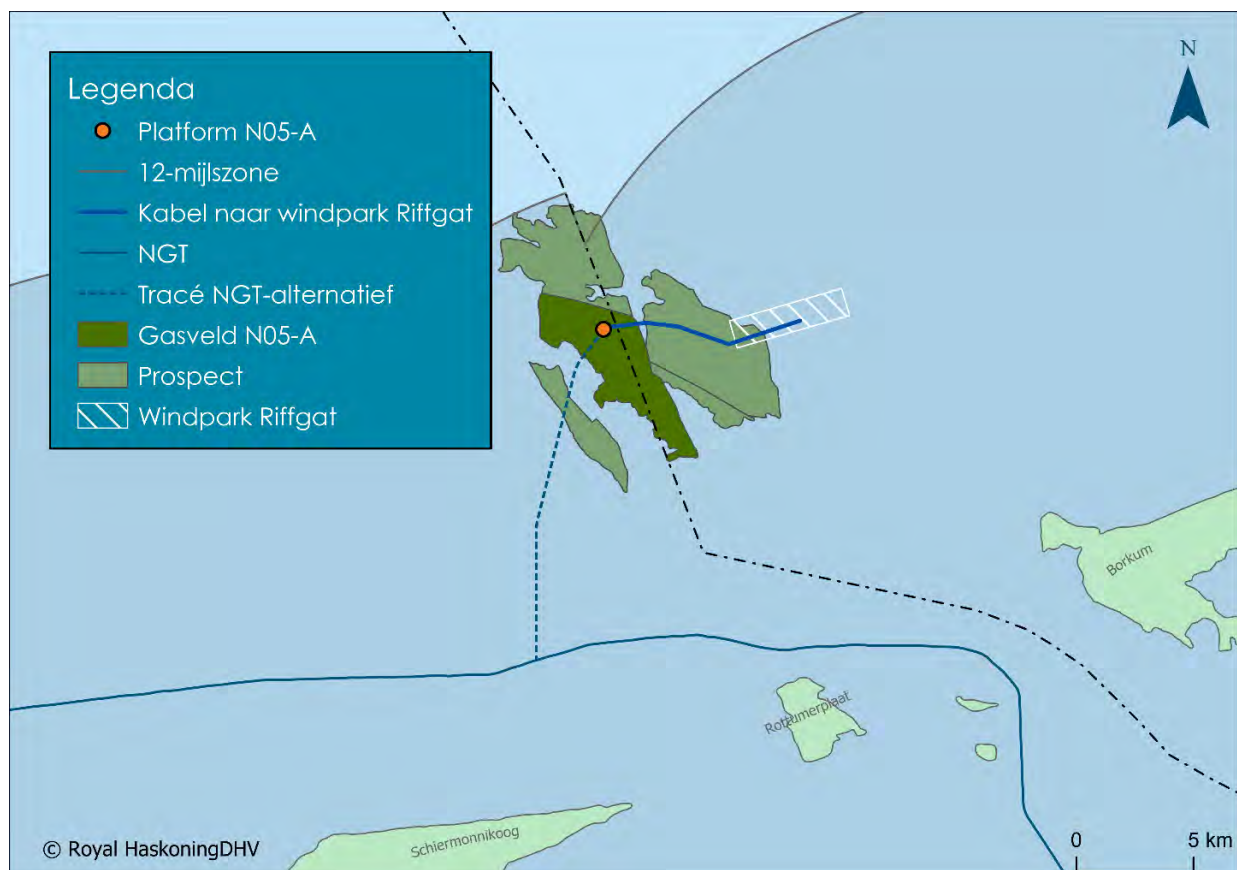 N
Legenda
Platform N05-A
12-mijlszone
Kabel naar windpark Riffgat
NGT
Tracé NGT-alternatief
Gasveld N05-A
Prospect
Windpark Riffgat
Borkum
Rottumerplaat
Schiermonnikoog
© Royal HaskoningDHV
0 5 km